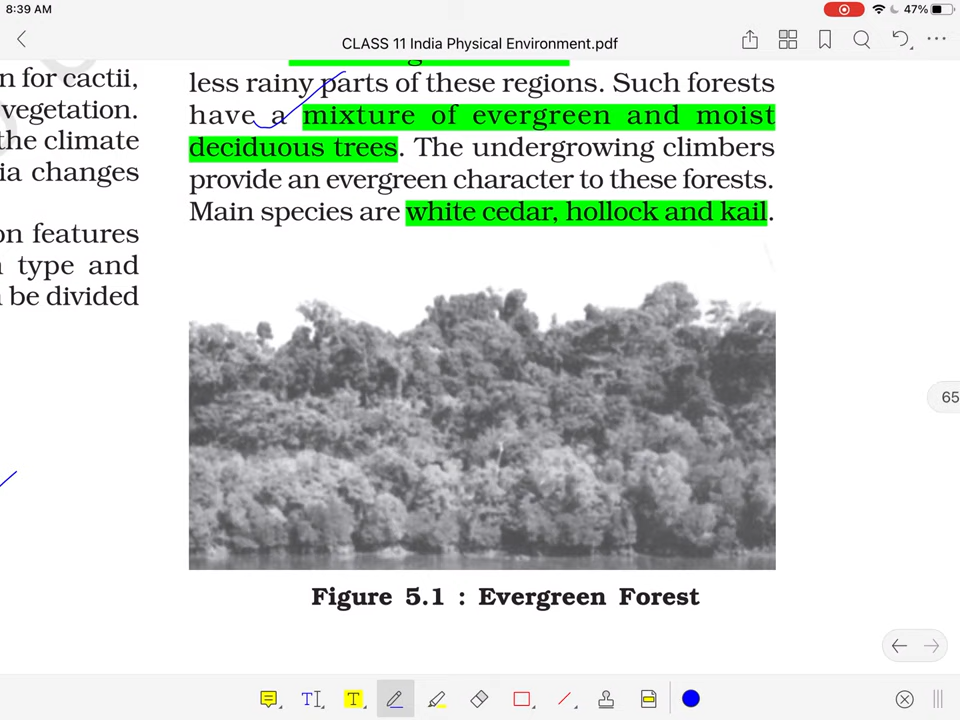 8:39 AM
47%
CLASS 11 India Physical Environment.pdf
n for cactii,
vegetation.
the climate
ia changes
on features
type and
be divided
less rainy parts of these regions. Such forests
have a mixture of evergreen and moist
deciduous trees. The undergrowing climbers
provide an evergreen character to these forests.
Main species are white cedar, hollock and kail.
65
Figure 5.1 : Evergreen Forest